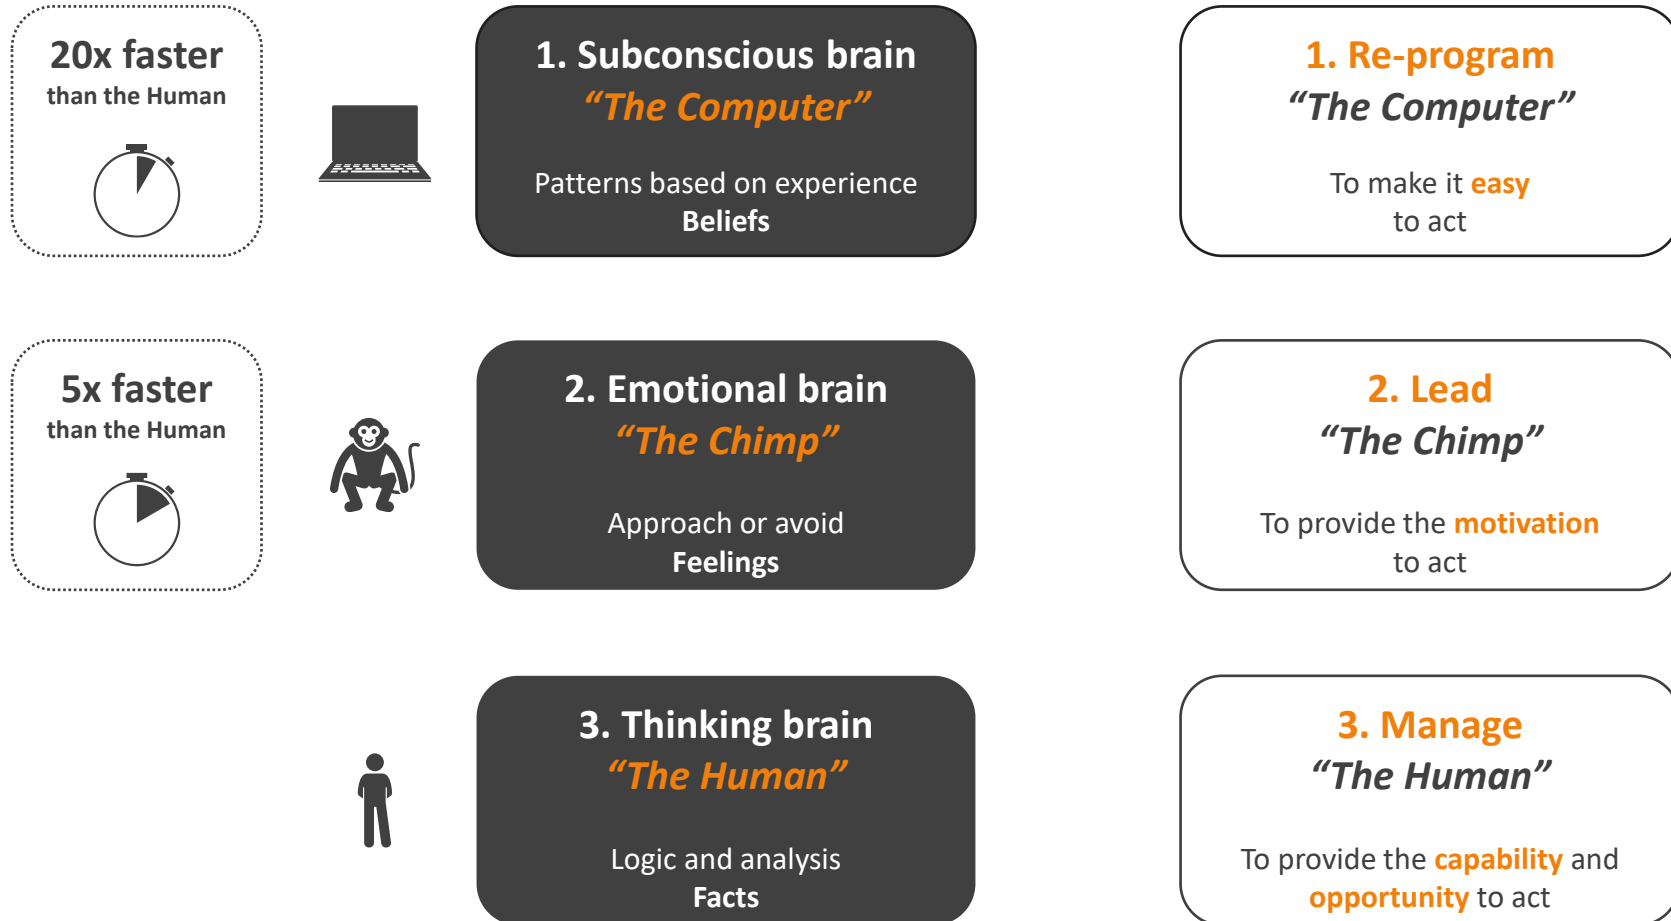 20x faster
than the Human
1. Subconscious brain
“The Computer”
Patterns based on experience
Beliefs
1. Re-program
“The Computer”
To make it easy
to act
5x faster
than the Human
2. Emotional brain
“The Chimp”
Approach or avoid
Feelings
2. Lead
“The Chimp”
To provide the motivation
to act
3. Thinking brain
“The Human”
Logic and analysis
Facts
3. Manage
“The Human”
To provide the capability and
opportunity to act